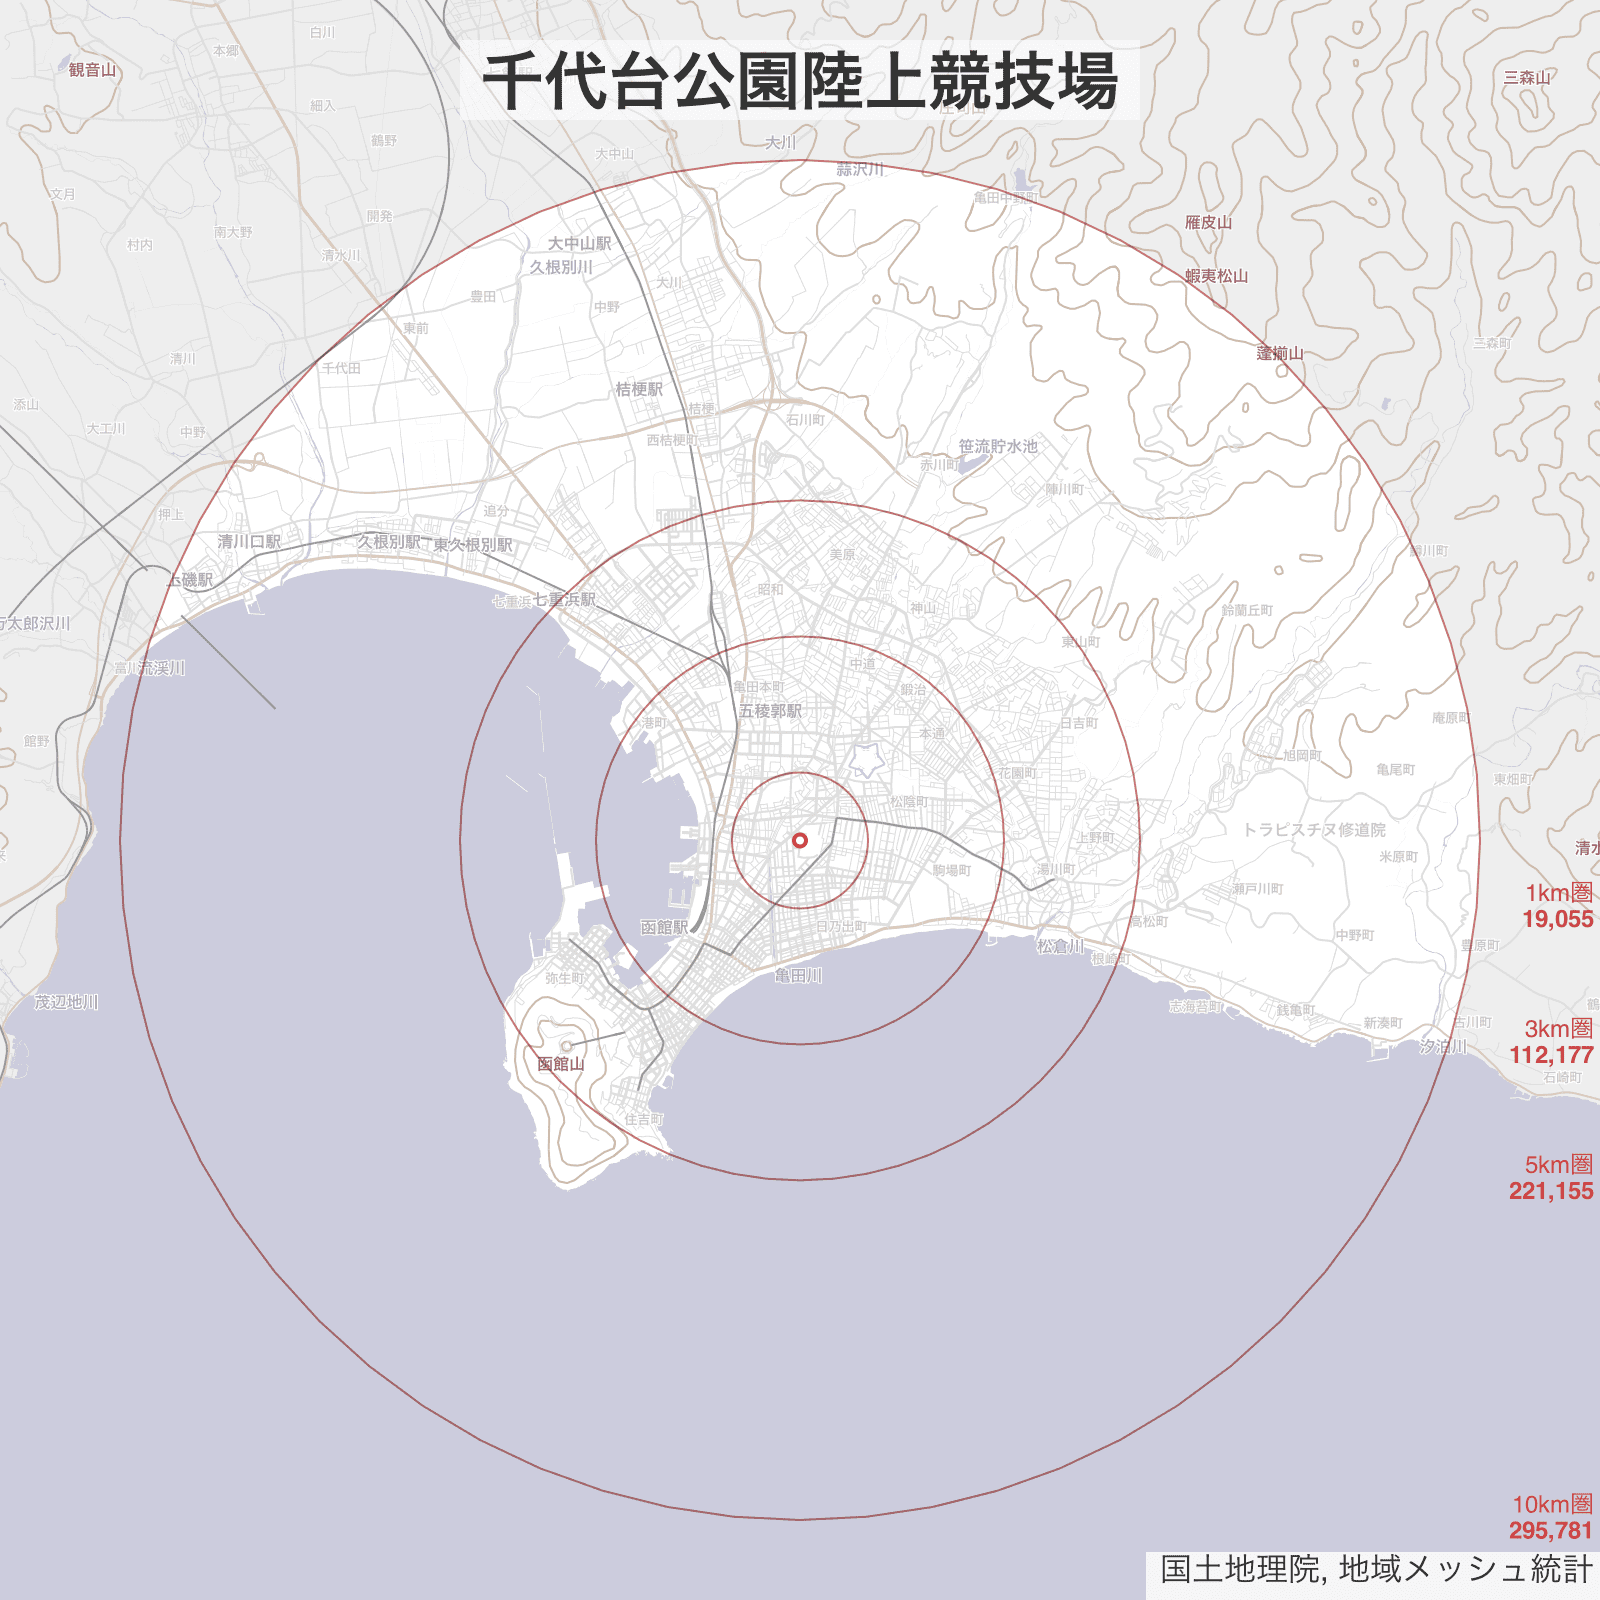 千代台公園陸上競技場
白川
本郷
観音山
三森山
細入
鶴野
大川
大中山
蒜沢川
文月
亀田中野町
開発
雁皮山
南大野
村内
大中山駅
清水川
久根別川
蝦夷松山
大川
豊田
中野
東前
三森町
清川
蓬揃山
千代田
桔梗駅
添山
桔梗
石川町
大工川
中野
西桔梗町
笹流貯水池
赤川町
陣川町
追分
押上
清川口駅
久根別駅
東久根別駅
美原
鱒川町
上磯駅
昭和
七重浜
七重浜駅
神山
鈴蘭丘町
行太郎沢川
東山町
富川
流渓川
中道
亀田本町
鍛冶
五稜郭駅
港町
日吉町
庵原町
館野
本通
旭岡町
花園町
亀尾町
東畑町
松陰町
トラピスチヌ修道院
上野町
清水
米原町
駒場町
湯川町
瀬戸川町
1km圏
19,055
函館駅
日乃出町
高松町
中野町
松倉川
豊原町
根崎町
弥生町
亀田川
茂辺地川
志海苔町
銭亀町
新湊町
古川町
鶴
3km圏
112,177
汐泊川
函館山
石崎町
住吉町
5km圏
221,155
10km圏
295,781
国土地理院, 地域メッシュ統計